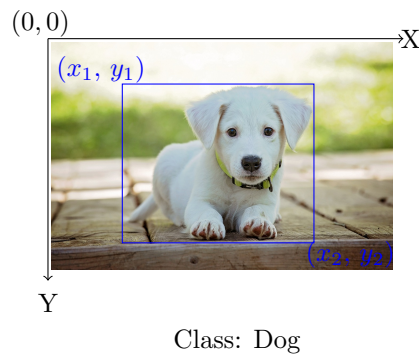 (0, 0)
X
(x₁, y₁)
(x₂, y₂)
Y
Class: Dog